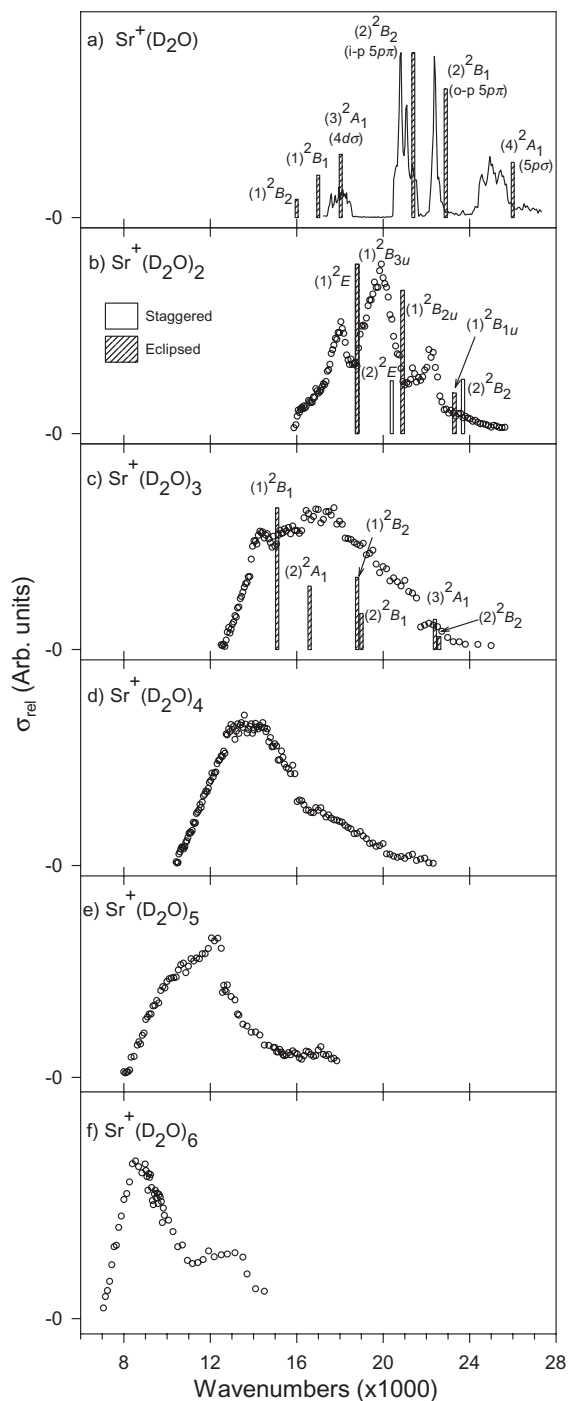 a) Sr⁺(D₂O)
(2)²B₂
(i-p 5pπ)
(2)²B₁
(o-p 5pπ)
(3)²A₁
(4dσ)
(4)²A₁
(5pσ)
(1)²B₁
(1)²B₂
-0
b) Sr⁺(D₂O)₂
(1)²B₃ᵤ
(1)²E
(1)²B₂ᵤ
Staggered
(1)²B₁ᵤ
Eclipsed
(2)²E
(2)²B₂
-0
c) Sr⁺(D₂O)₃
(1)²B₁
(1)²B₂
(2)²A₁
(3)²A₁
(2)²B₁
(2)²B₂
-0
σrel (Arb. units)
d) Sr⁺(D₂O)₄
-0
e) Sr⁺(D₂O)₅
-0
f) Sr⁺(D₂O)₆
-0
8 12 16 20 24 28
Wavenumbers (x1000)